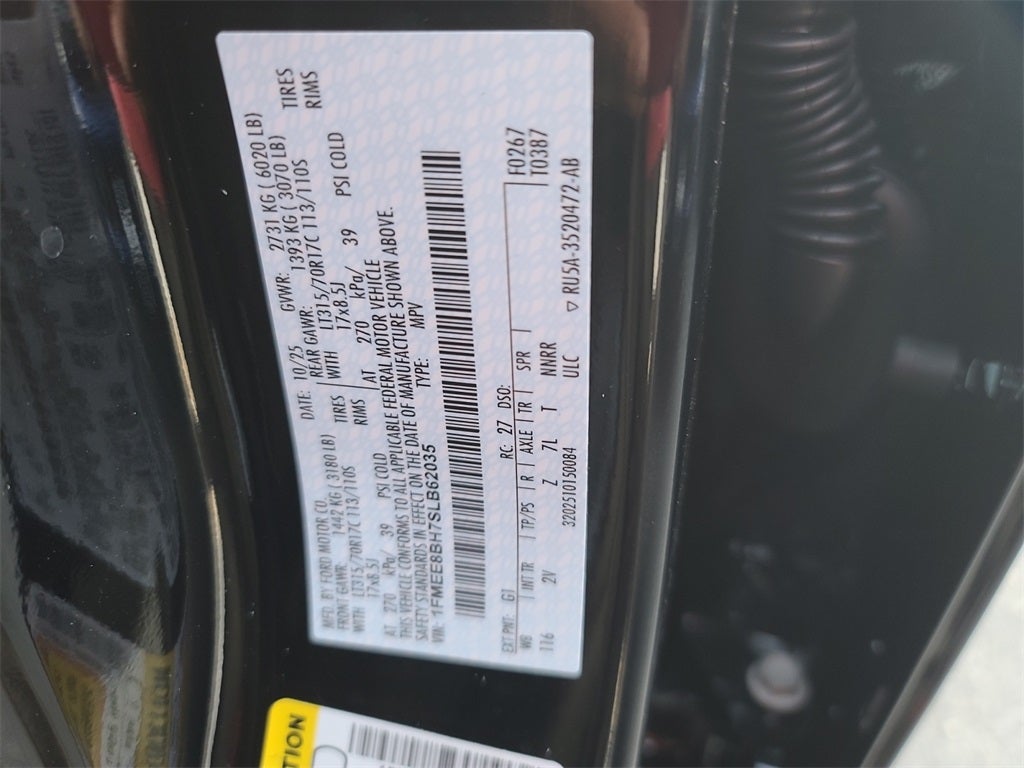 MFD. BY FORD MOTOR CO.
DATE: 10/25 GVWR: 2731 KG ( 6020 LB)
FRONT GAWR: 1442 KG ( 3180 LB) REAR GAWR: 1393 KG ( 3070 LB)
WITH LT315/70R17C 113/110S TIRES WITH LT315/70R17C 113/110S TIRES
17x8.5J RIMS 17x8.5J RIMS
AT 270 kPa/ 39 PSI COLD AT 270 kPa/ 39 PSI COLD
THIS VEHICLE CONFORMS TO ALL APPLICABLE FEDERAL MOTOR VEHICLE
SAFETY STANDARDS IN EFFECT ON THE DATE OF MANUFACTURE SHOWN ABOVE.
VIN: 1FMEE8BH7SLB62035 TYPE: MPV
EXT PNT: G1 RC: 27 DSO: F0267
WB INT TR TP/PS R AXLE TR SPR T0387
116 2V Z 7L T NNRR
ULC
3202510150084 RU5A-3520472-AB
TION